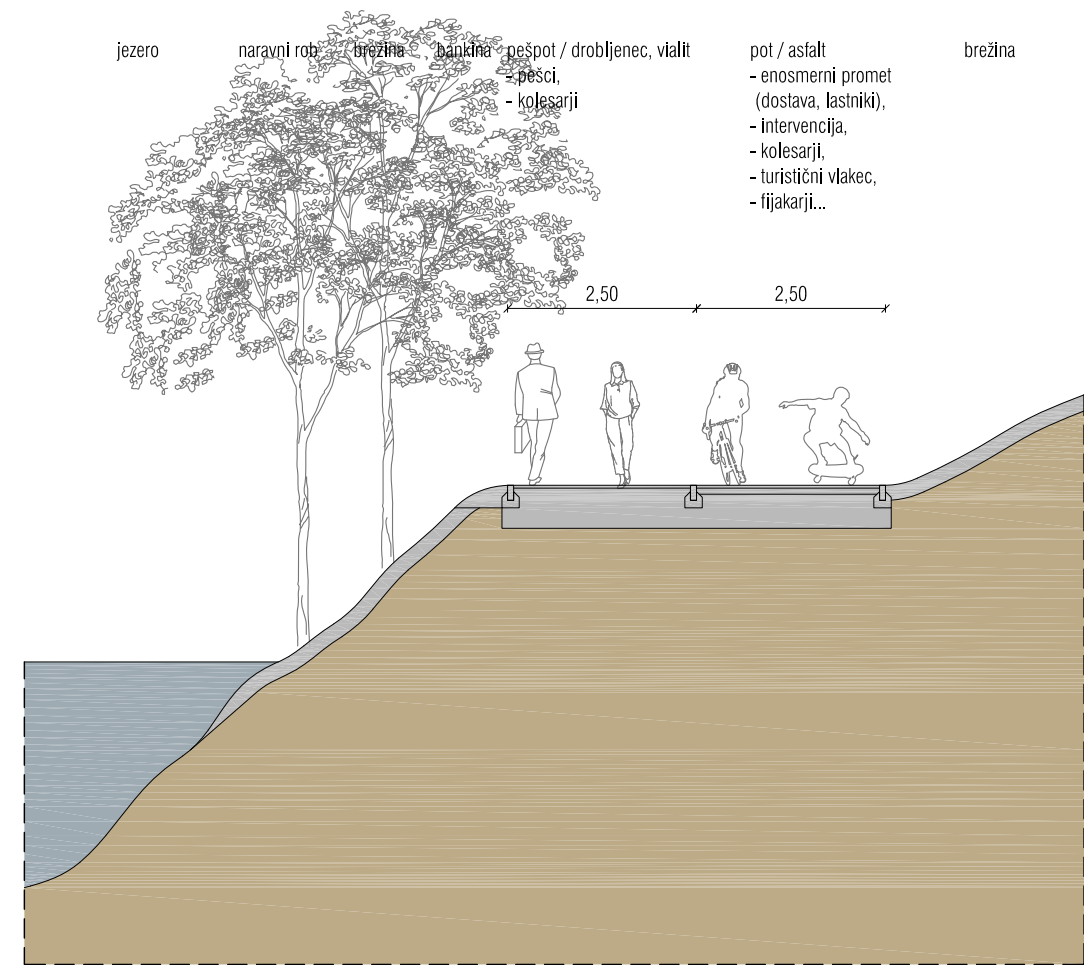 jezero
naravni rob
brežina
bankina
pešpot / drobljenec, vialit
- pešci,
- kolesarji
pot / asfalt
- enosmerni promet
(dostava, lastniki),
- intervencija,
- kolesarji,
- turistični vlakec,
- fijakarji...
brežina
2,50
2,50